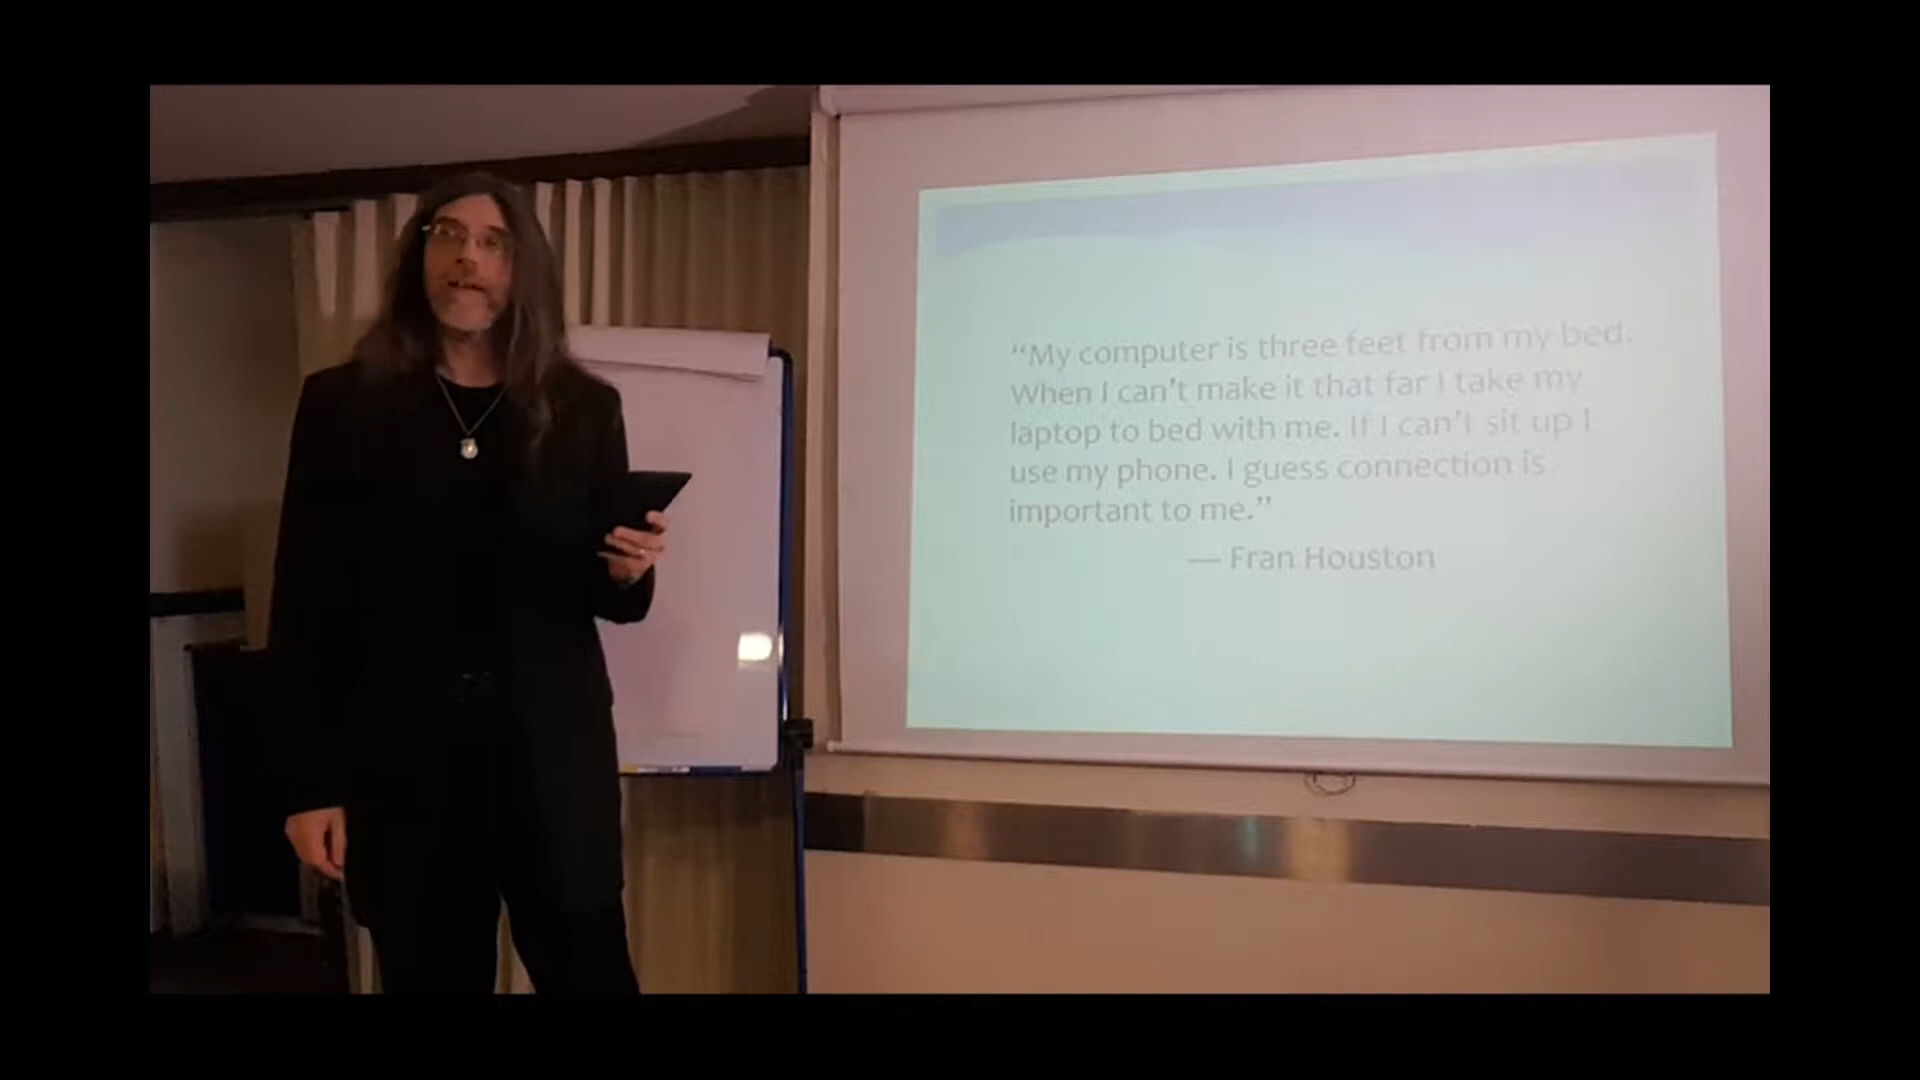 “My computer is three feet from my bed.
When I can’t make it that far I take my
laptop to bed with me. If I can’t sit up I
use my phone. I guess connection is
important to me.”
— Fran Houston